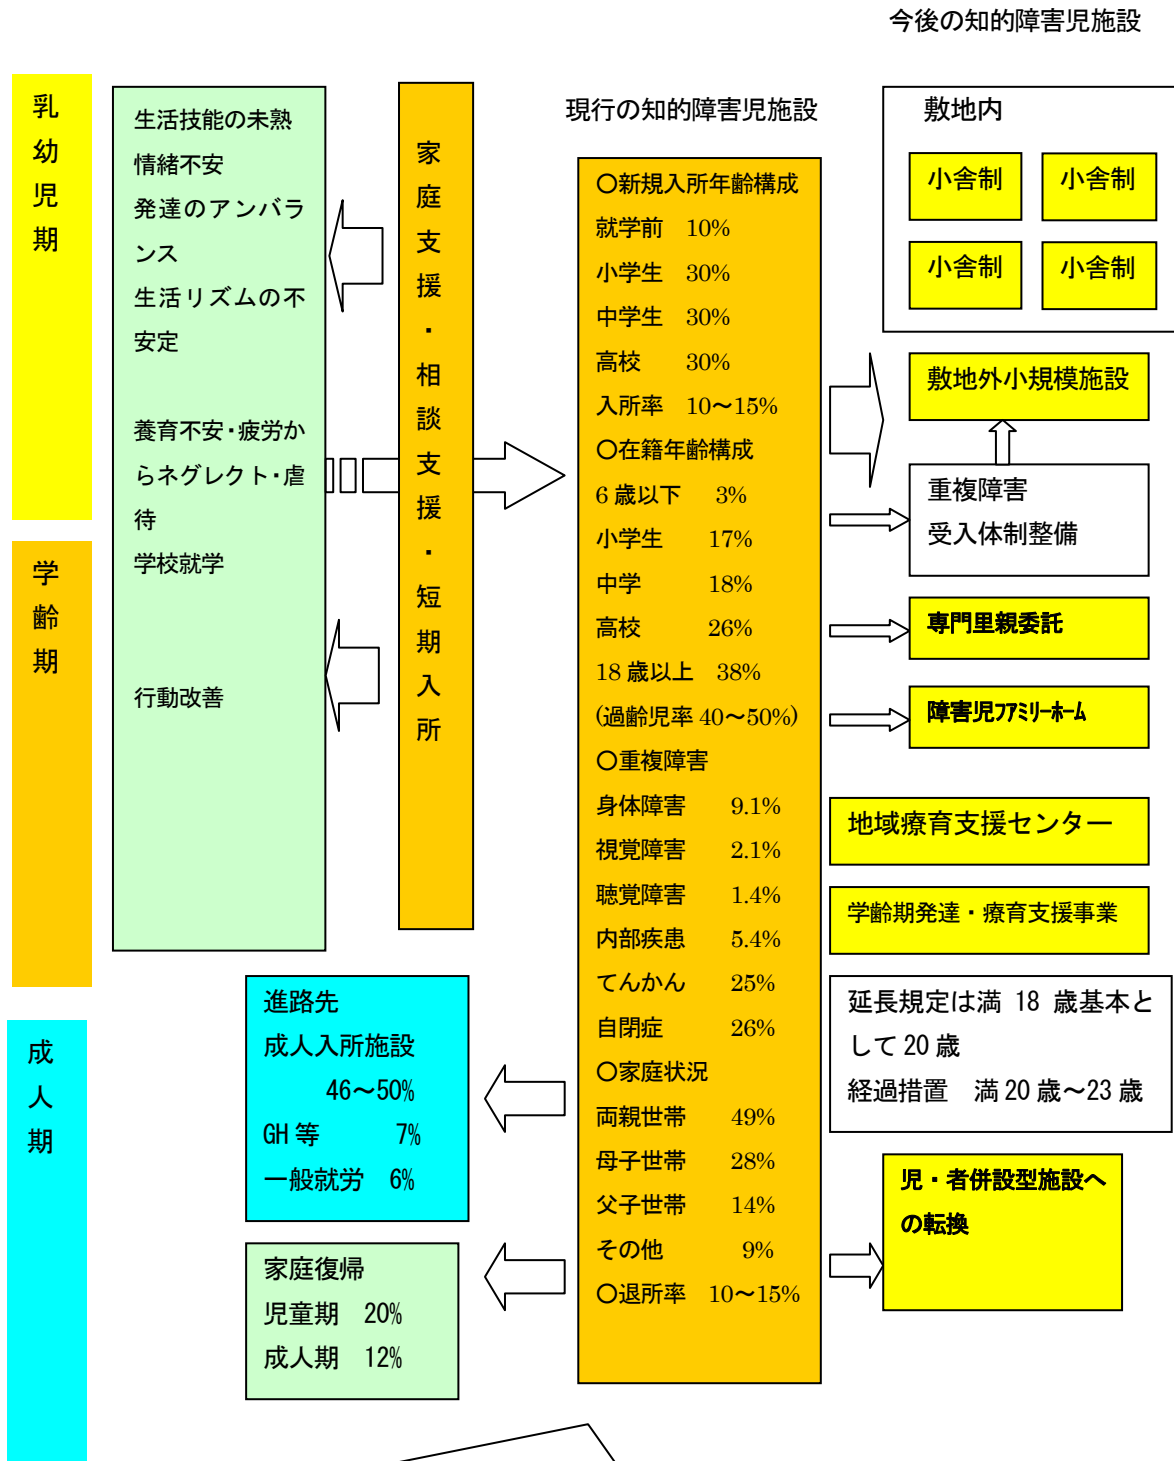 今後の知的障害児施設
乳幼児期
学齢期
成人期
生活技能の未熟
情緒不安
発達のアンバラ
ンス
生活リズムの不
安定
養育不安・疲労か
らネグレクト・虐
待
学校就学
行動改善
家庭支援・相談支援・短期入所
現行の知的障害児施設
○新規入所年齢構成
就学前 10%
小学生 30%
中学生 30%
高校 30%
入所率 10～15%
○在籍年齢構成
6 歳以下 3%
小学生 17%
中学 18%
高校 26%
18 歳以上 38%
(過齢児率 40～50%)
○重複障害
身体障害 9.1%
視覚障害 2.1%
聴覚障害 1.4%
内部疾患 5.4%
てんかん 25%
自閉症 26%
○家庭状況
両親世帯 49%
母子世帯 28%
父子世帯 14%
その他 9%
○退所率 10～15%
敷地内
小舎制 小舎制
小舎制 小舎制
敷地外小規模施設
重複障害
受入体制整備
専門里親委託
障害児ﾌｱﾐﾘｰﾎｰﾑ
地域療育支援センター
学齢期発達・療育支援事業
延長規定は満 18 歳基本と
して 20 歳
経過措置 満 20 歳～23 歳
児・者併設型施設へ
の転換
進路先
成人入所施設
46～50%
GH 等 7%
一般就労 6%
家庭復帰
児童期 20%
成人期 12%